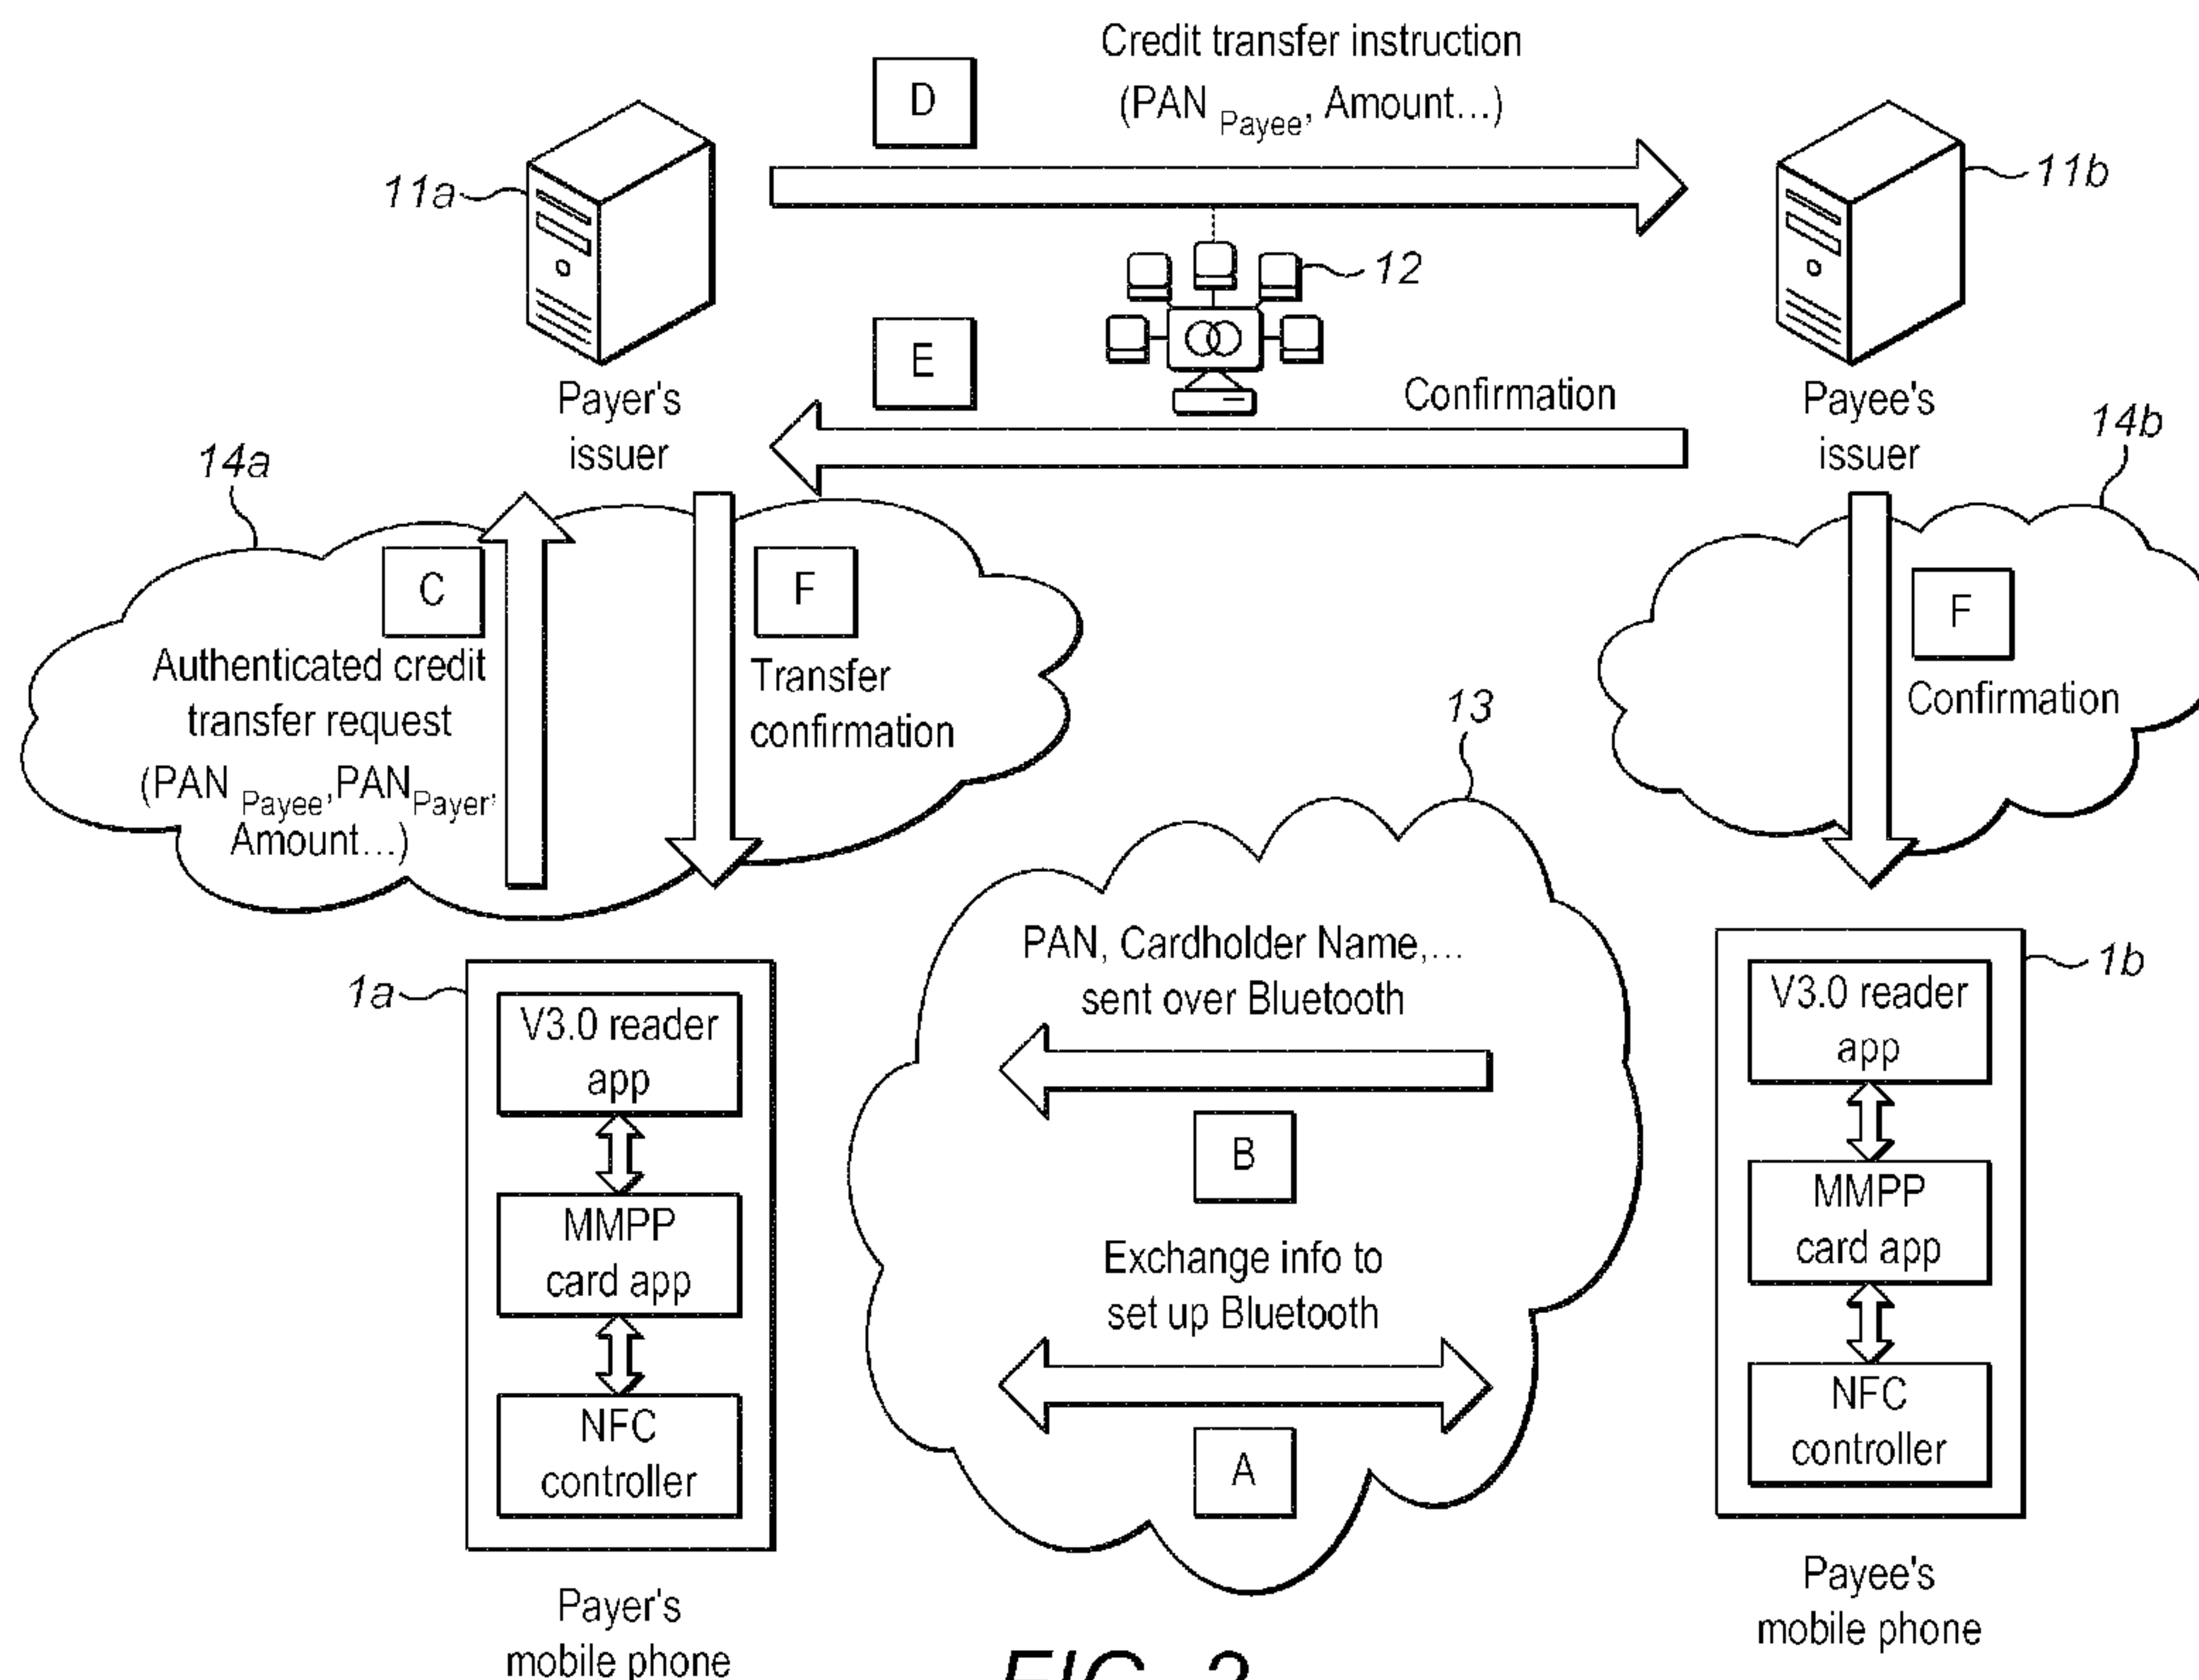 Credit transfer instruction
D
(PAN Payee, Amount...)
11a
11b
12
E
Payer's
issuer
Confirmation
Payee's
issuer
14a
14b
C
F
F
Authenticated credit
transfer request
(PAN Payee, PAN Payer,
Amount...)
Transfer
confirmation
Confirmation
13
PAN, Cardholder Name,...
sent over Bluetooth
1a
1b
V3.0 reader
app
V3.0 reader
app
B
MMPP
card app
MMPP
card app
Exchange info to
set up Bluetooth
NFC
controller
NFC
controller
A
Payer's
mobile phone
Payee's
mobile phone